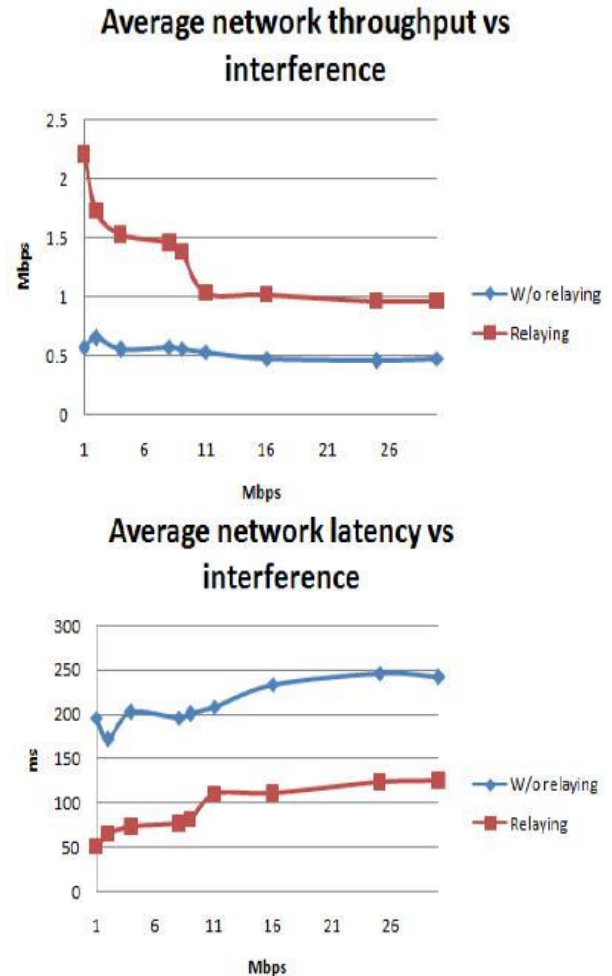 Average network throughput vs
interference
2.5
2
1.5
1
0.5
0
Mbps
1 6 11 16 21 26
Mbps
W/o relaying
Relaying
Average network latency vs
interference
300
250
200
150
100
50
0
ms
1 6 11 16 21 26
Mbps
W/o relaying
Relaying